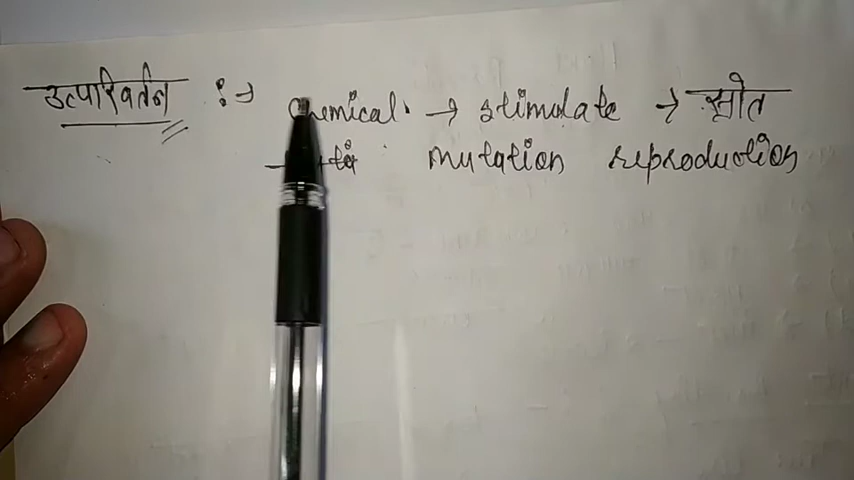 उत्परिवर्तन :→ chemical. → stimulate → स्रोत
mutation reproduction